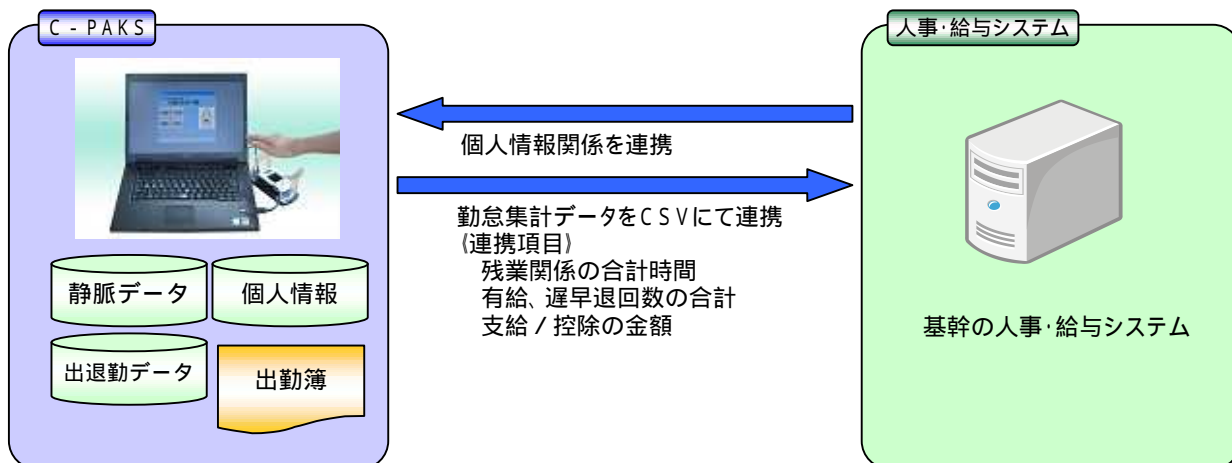 C-PAKS
人事･給与システム
個人情報関係を連携
勤怠集計データをCSVにて連携
《連携項目》
残業関係の合計時間
有給、遅早退回数の合計
支給/控除の金額
静脈データ
個人情報
出退勤データ
出勤簿
基幹の人事･給与システム